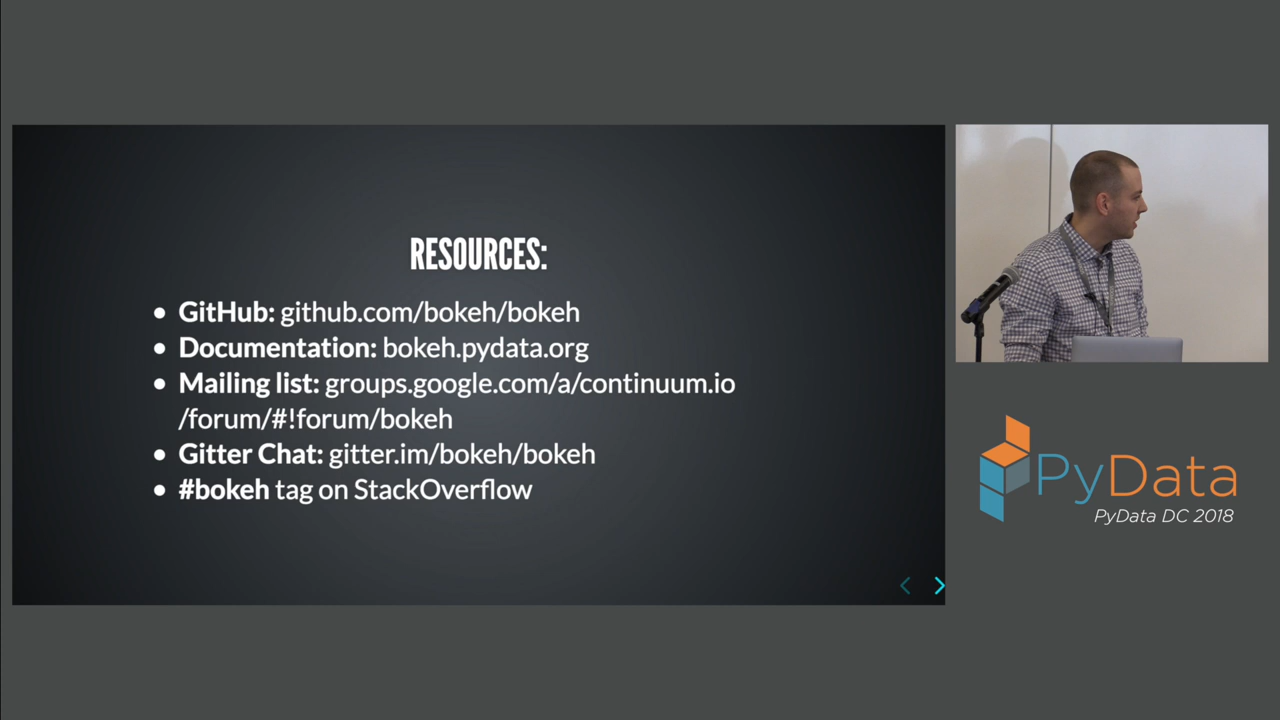 RESOURCES:
GitHub: github.com/bokeh/bokeh
Documentation: bokeh.pydata.org
Mailing list: groups.google.com/a/continuum.io
/forum/#!forum/bokeh
Gitter Chat: gitter.im/bokeh/bokeh
#bokeh tag on StackOverflow
PyData
PyData DC 2018